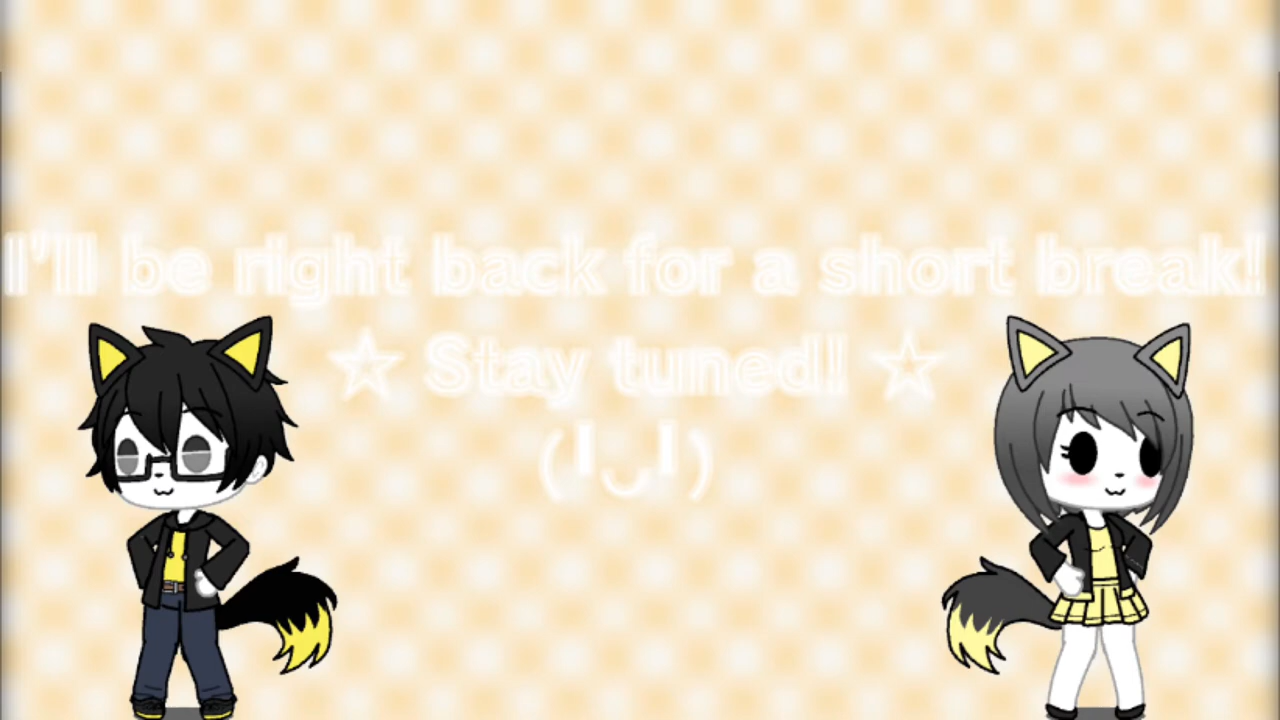 I'll be right back for a short break!
☆ Stay tuned! ☆
(╹◡╹)